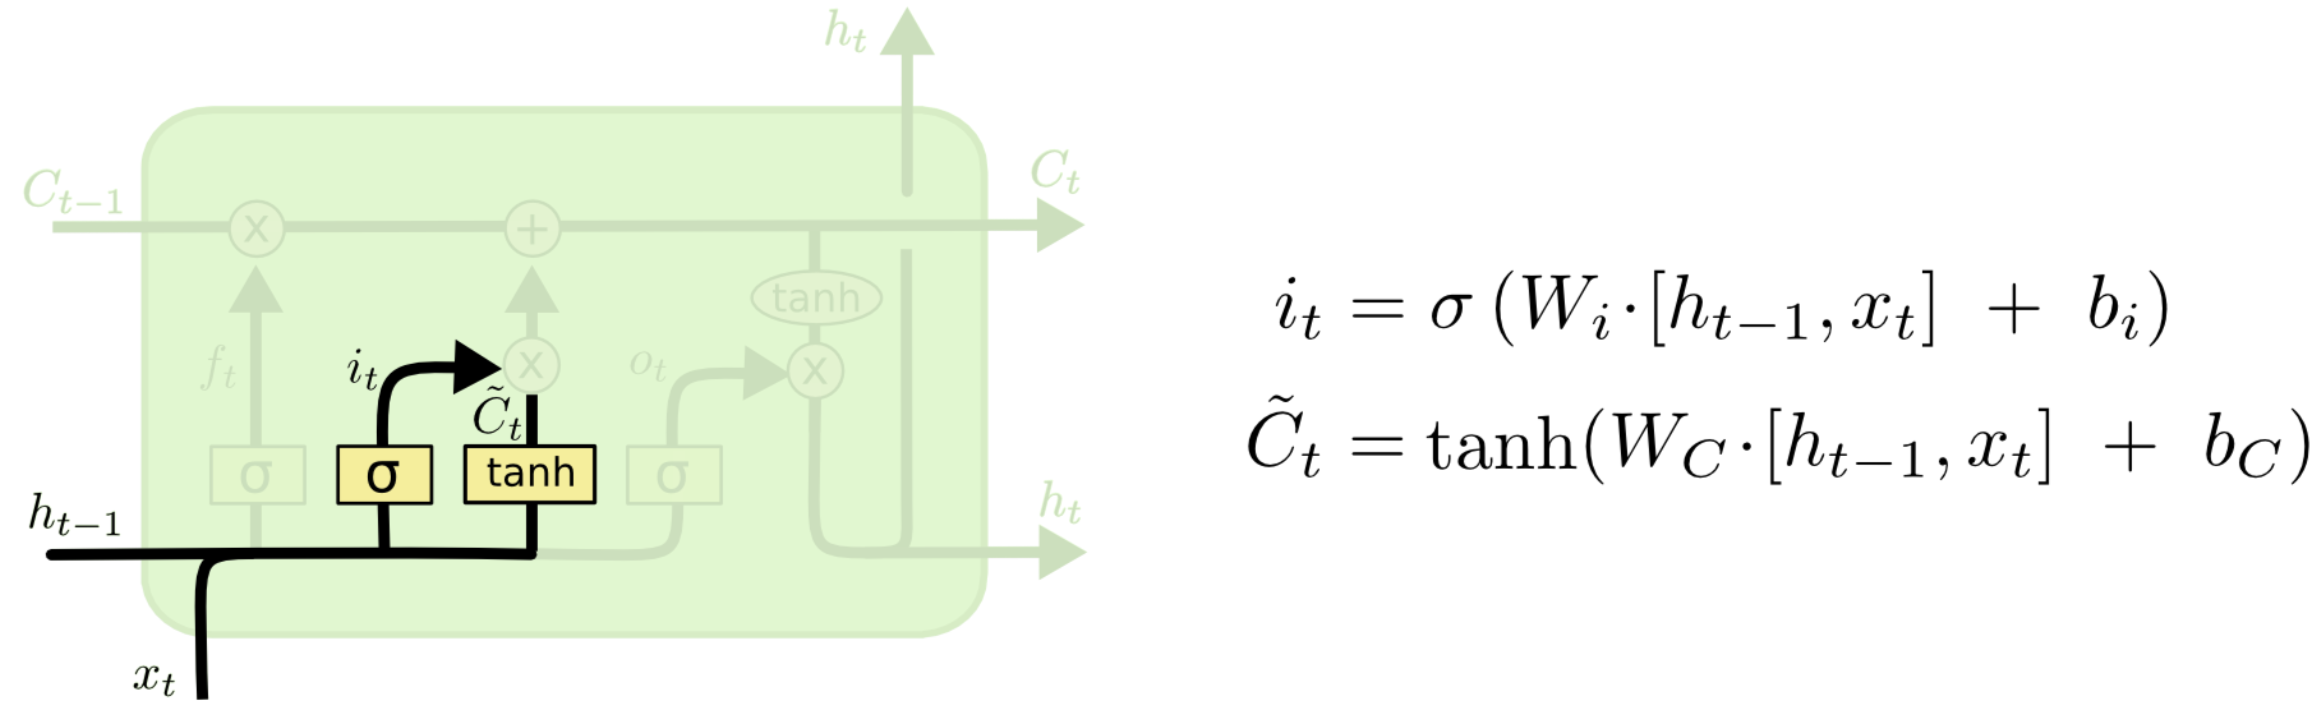 h_t
C_{t-1}
C_t
x
+
tanh
f_t
i_t
x
o_t
x
C̃_t
σ
σ
tanh
σ
h_{t-1}
h_t
x_t
i_t = σ (W_i·[h_{t-1}, x_t] + b_i)
C̃_t = tanh(W_C·[h_{t-1}, x_t] + b_C)